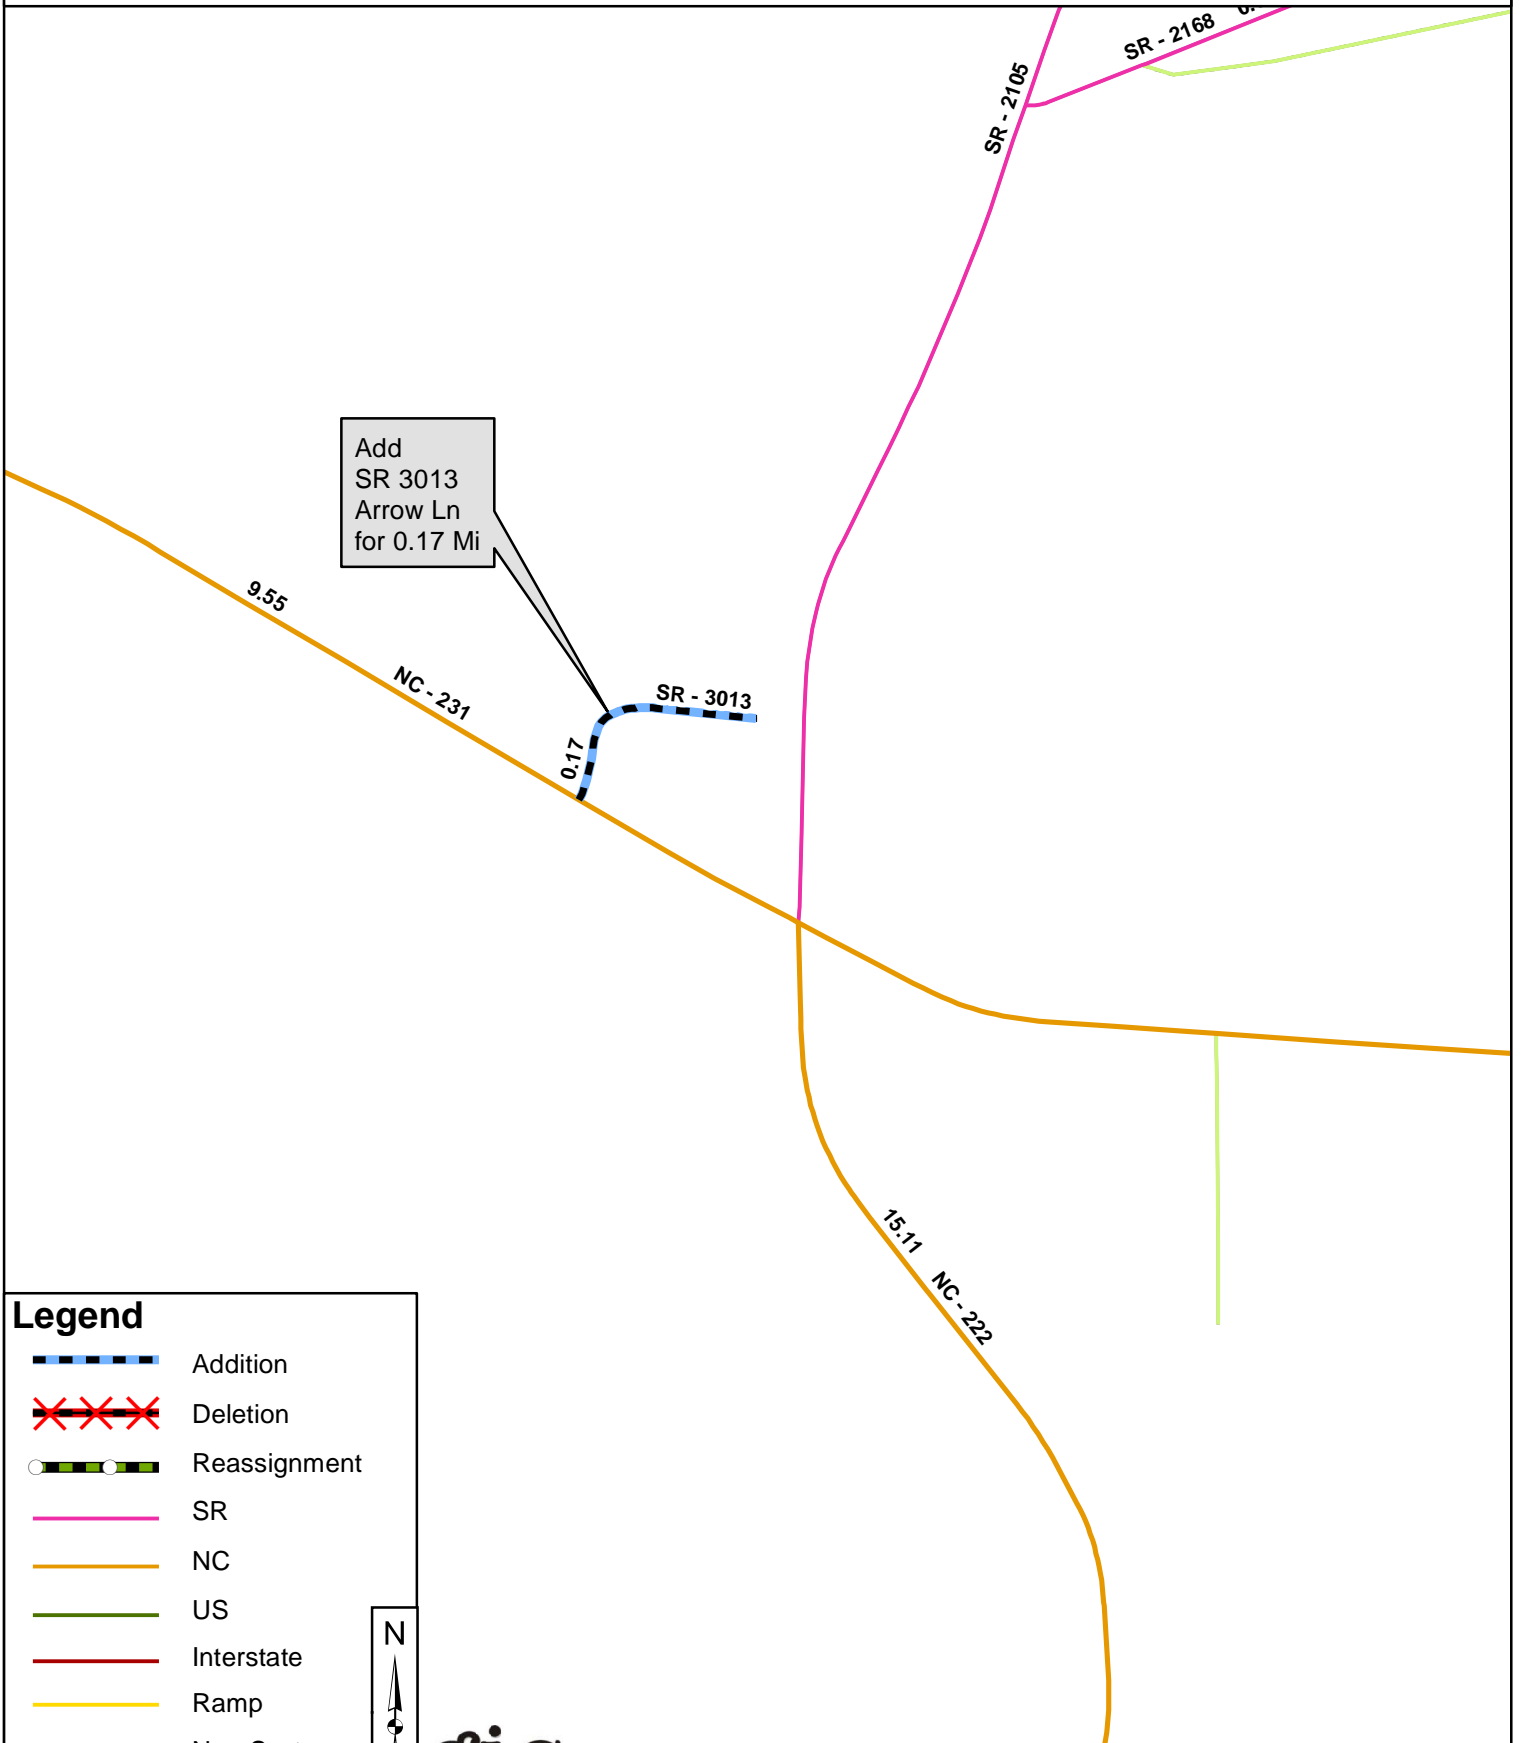 SR - 2168
SR - 2105
Add
SR 3013
Arrow Ln
for 0.17 Mi
9.55
NC - 231
SR - 3013
0.17
15.11
NC - 222
Legend
Addition
Deletion
Reassignment
SR
NC
US
Interstate
Ramp
N